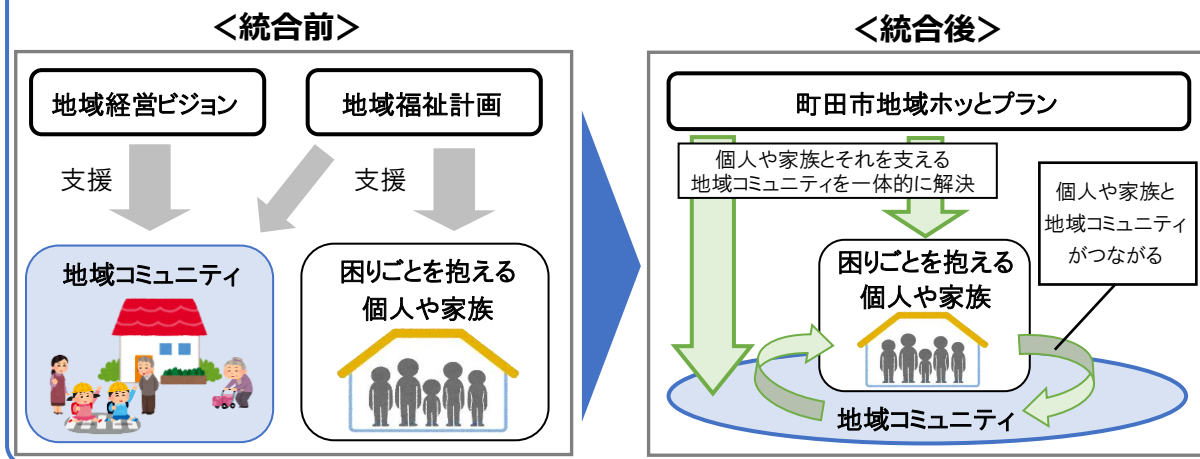 <統合前>
地域経営ビジョン
地域福祉計画
支援
支援
地域コミュニティ
困りごとを抱える
個人や家族
<統合後>
町田市地域ホッとプラン
個人や家族とそれを支える
地域コミュニティを一体的に解決
個人や家族と
地域コミュニティ
がつながる
困りごとを抱える
個人や家族
地域コミュニティ